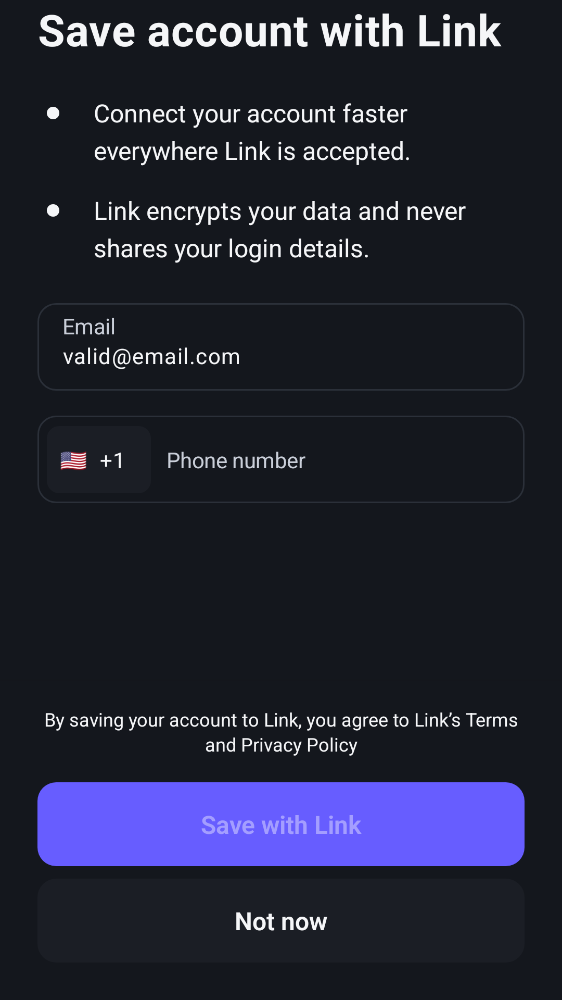 Save account with Link
Connect your account faster
everywhere Link is accepted.
Link encrypts your data and never
shares your login details.
Email
valid@email.com
+1 Phone number
By saving your account to Link, you agree to Link’s Terms
and Privacy Policy
Save with Link
Not now